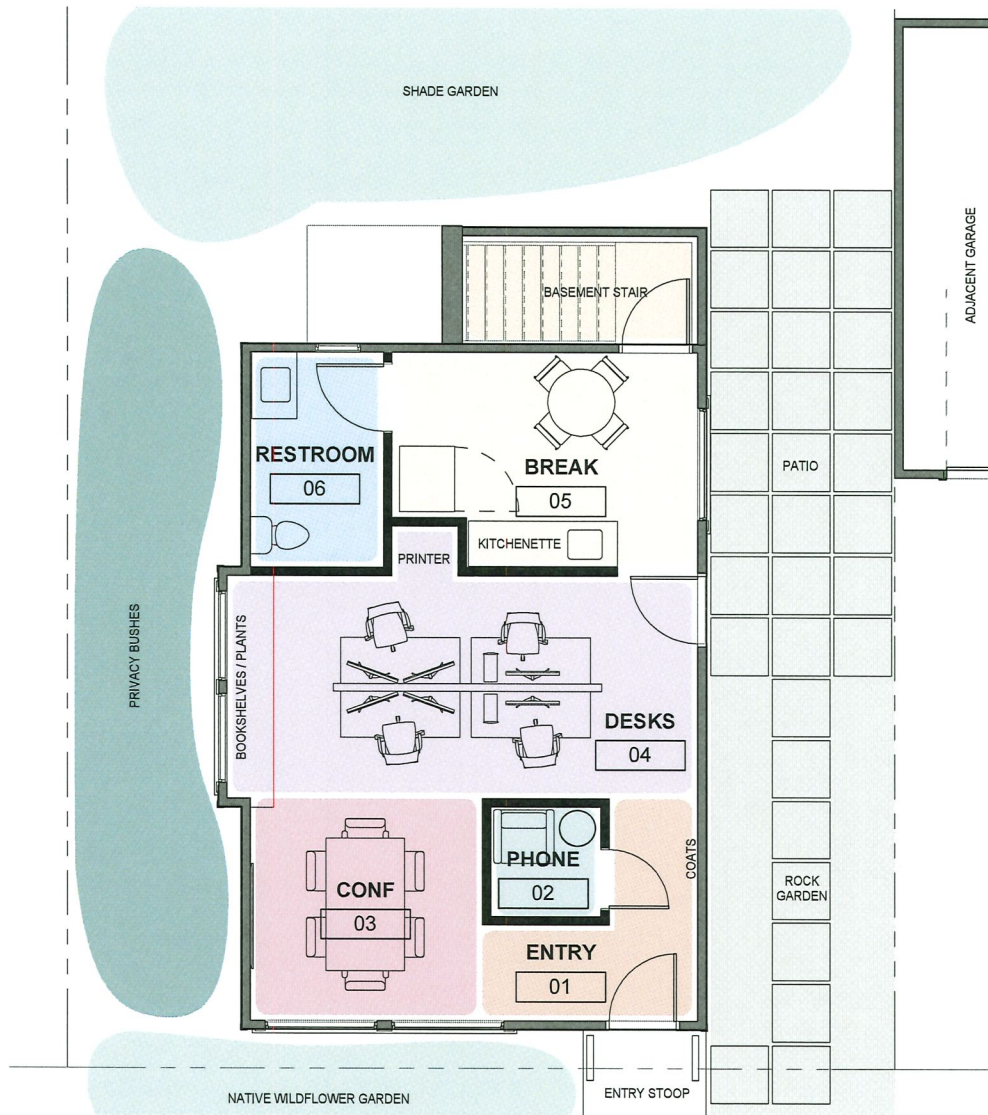 SHADE GARDEN
ADJACENT GARAGE
BASEMENT STAIR
RESTROOM
06
BREAK
05
PATIO
KITCHENETTE
PRINTER
PRIVACY BUSHES
BOOKSHELVES / PLANTS
DESKS
04
CONF
03
PHONE
02
COATS
ROCK
GARDEN
ENTRY
01
NATIVE WILDFLOWER GARDEN
ENTRY STOOP